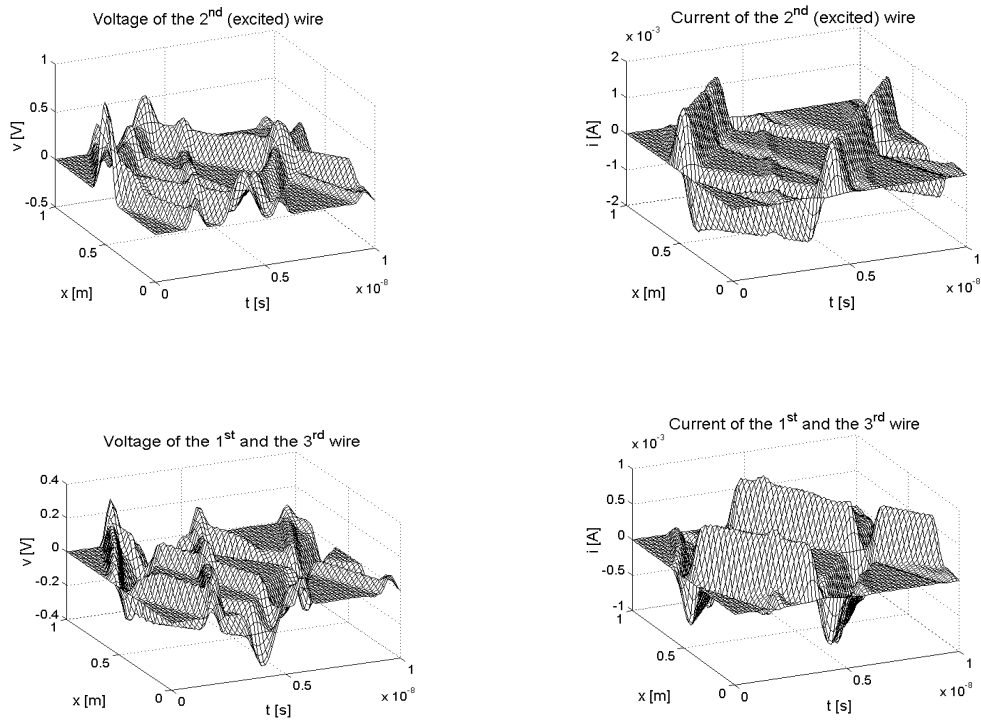 Voltage of the 2nd (excited) wire
1
0.5
0
-0.5
v [V]
1
0.5
0
x [m]
0
0.5
1
x 10-8
t [s]
Current of the 2nd (excited) wire
x 10-3
2
1
0
-1
-2
i [A]
1
0.5
0
x [m]
0
0.5
1
x 10-8
t [s]
Voltage of the 1st and the 3rd wire
0.4
0.2
0
-0.2
-0.4
v [V]
1
0.5
0
x [m]
0
0.5
1
x 10-8
t [s]
Current of the 1st and the 3rd wire
x 10-3
1
0.5
0
-0.5
-1
i [A]
1
0.5
0
x [m]
0
0.5
1
x 10-8
t [s]